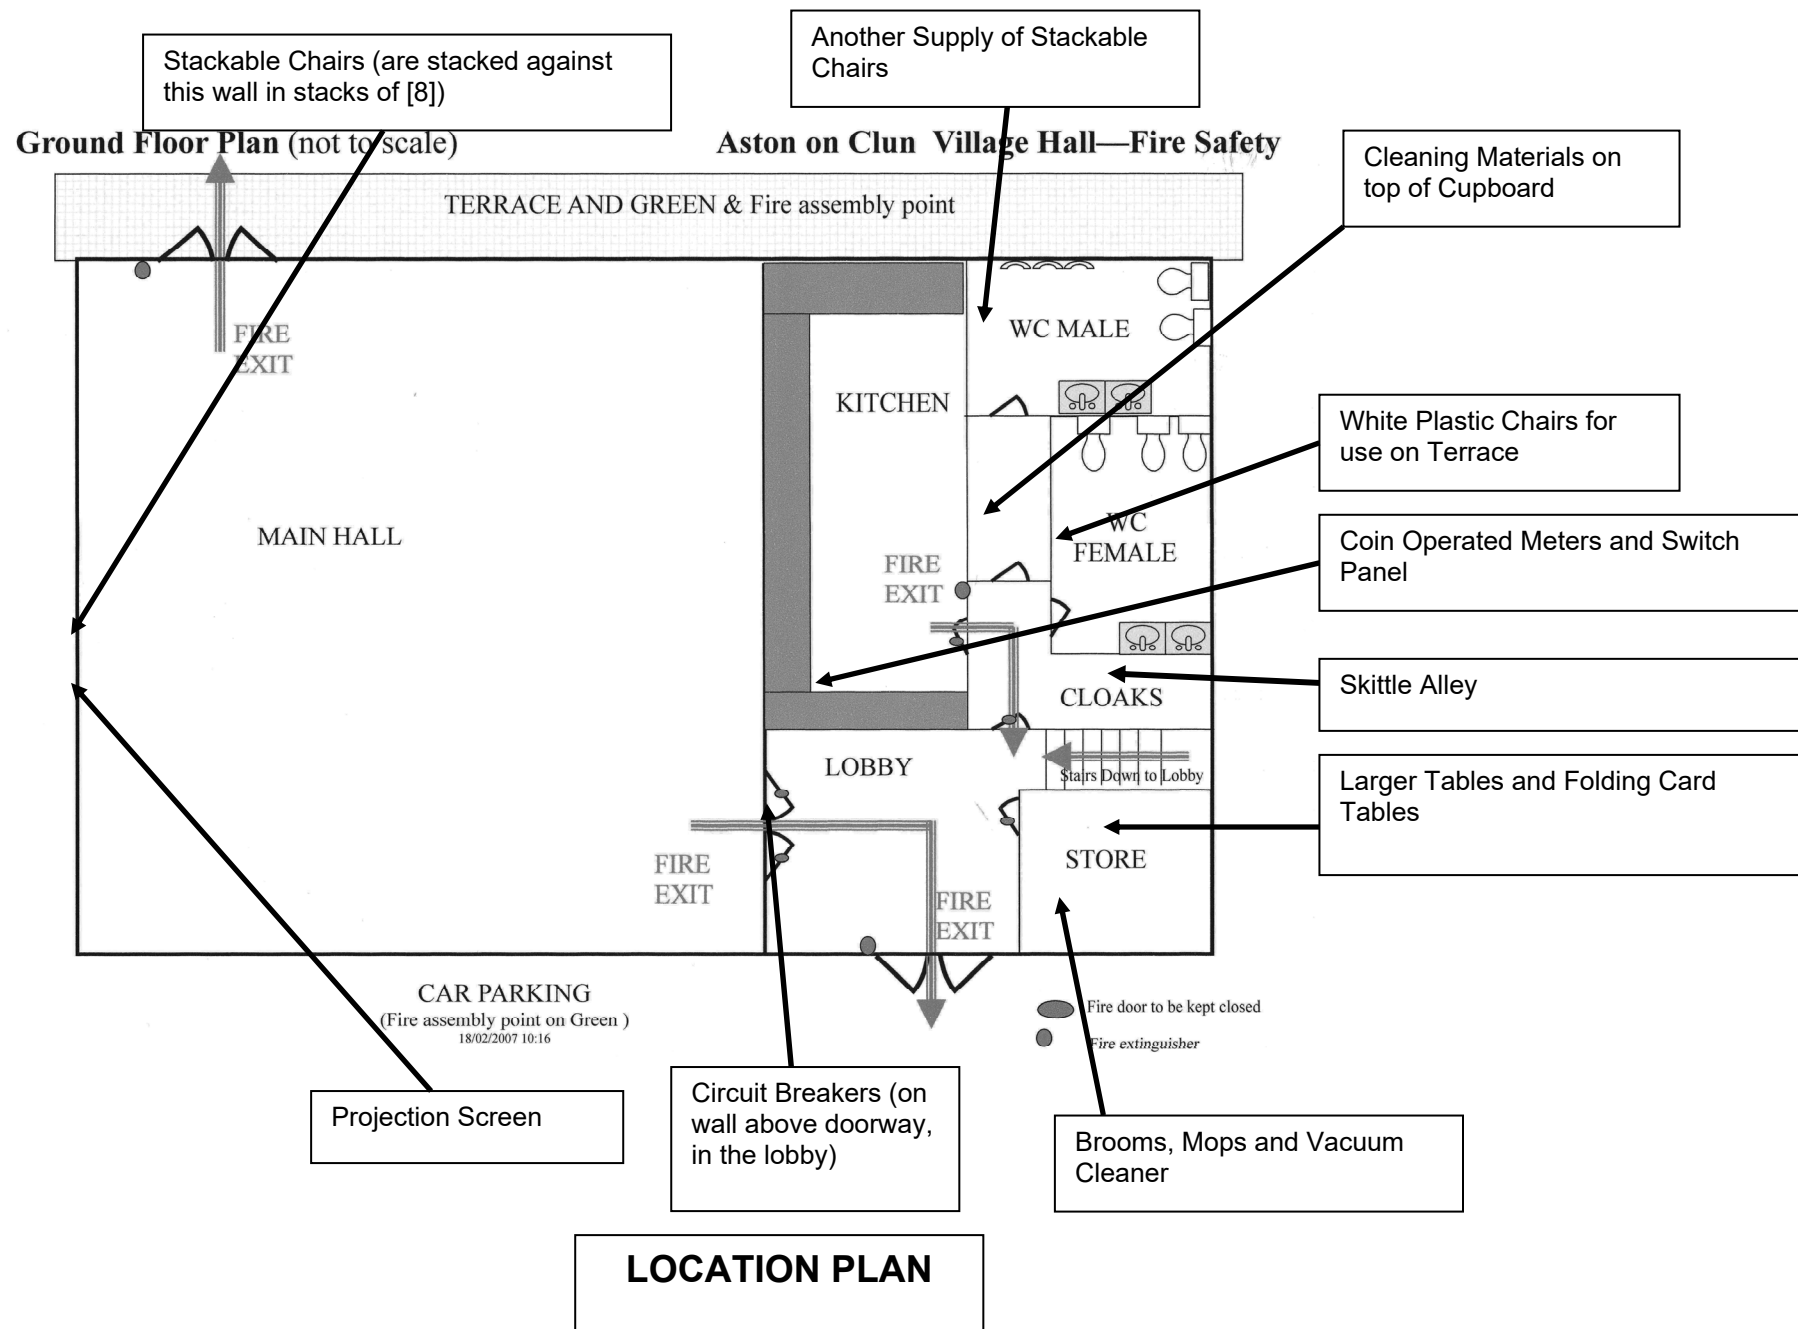 Stackable Chairs (are stacked against
this wall in stacks of [8])
Another Supply of Stackable
Chairs
Ground Floor Plan (not to scale)
Aston on Clun Village Hall—Fire Safety
Cleaning Materials on
top of Cupboard
TERRACE AND GREEN & Fire assembly point
FIRE
EXIT
WC MALE
KITCHEN
White Plastic Chairs for
use on Terrace
MAIN HALL
WC
FEMALE
Coin Operated Meters and Switch
Panel
FIRE
EXIT
CLOAKS
Skittle Alley
LOBBY
Stairs Down to Lobby
Larger Tables and Folding Card
Tables
FIRE
EXIT
STORE
FIRE
EXIT
CAR PARKING
(Fire assembly point on Green )
18/02/2007 10:16
Fire door to be kept closed
Fire extinguisher
Projection Screen
Circuit Breakers (on
wall above doorway,
in the lobby)
Brooms, Mops and Vacuum
Cleaner
LOCATION PLAN